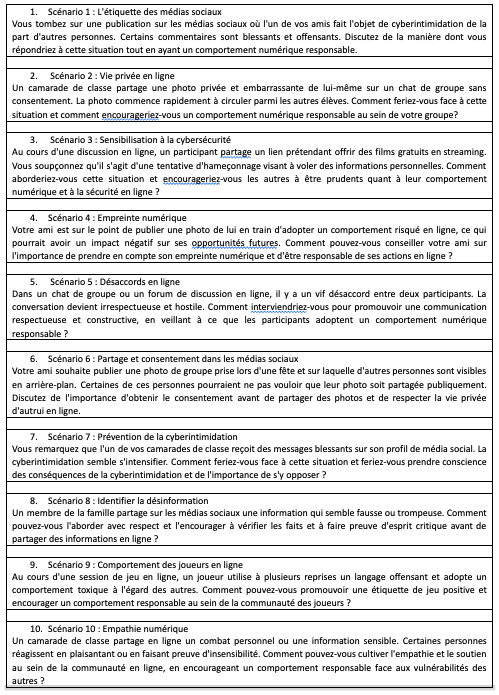 1. Scénario 1 : L'étiquette des médias sociaux
Vous tombez sur une publication sur les médias sociaux où l'un de vos amis fait l'objet de cyberintimidation de la
part d'autres personnes. Certains commentaires sont blessants et offensants. Discutez de la manière dont vous
répondriez à cette situation tout en ayant un comportement numérique responsable.
2. Scénario 2 : Vie privée en ligne
Un camarade de classe partage une photo privée et embarrassante de lui-même sur un chat de groupe sans
consentement. La photo commence rapidement à circuler parmi les autres élèves. Comment feriez-vous face à cette
situation et comment encourageriez-vous un comportement numérique responsable au sein de votre groupe?
3. Scénario 3 : Sensibilisation à la cybersécurité
Au cours d'une discussion en ligne, un participant partage un lien prétendant offrir des films gratuits en streaming.
Vous soupçonnez qu'il s'agit d'une tentative d'hameçonnage visant à voler des informations personnelles. Comment
aborderiez-vous cette situation et encourageriez-vous les autres à être prudents quant à leur comportement
numérique et à la sécurité en ligne ?
4. Scénario 4 : Empreinte numérique
Votre ami est sur le point de publier une photo de lui en train d'adopter un comportement risqué en ligne, ce qui
pourrait avoir un impact négatif sur ses opportunités futures. Comment pouvez-vous conseiller votre ami sur
l'importance de prendre en compte son empreinte numérique et d'être responsable de ses actions en ligne ?
5. Scénario 5 : Désaccords en ligne
Dans un chat de groupe ou un forum de discussion en ligne, il y a un vif désaccord entre deux participants. La
conversation devient irrespectueuse et hostile. Comment interviendriez-vous pour promouvoir une communication
respectueuse et constructive, en veillant à ce que les participants adoptent un comportement numérique
responsable ?
6. Scénario 6 : Partage et consentement dans les médias sociaux
Votre ami souhaite publier une photo de groupe prise lors d'une fête et sur laquelle d'autres personnes sont visibles
en arrière-plan. Certaines de ces personnes pourraient ne pas vouloir que leur photo soit partagée publiquement.
Discutez de l'importance d'obtenir le consentement avant de partager des photos et de respecter la vie privée
d'autrui en ligne.
7. Scénario 7 : Prévention de la cyberintimidation
Vous remarquez que l'un de vos camarades de classe reçoit des messages blessants sur son profil de média social. La
cyberintimidation semble s'intensifier. Comment feriez-vous face à cette situation et feriez-vous prendre conscience
des conséquences de la cyberintimidation et de l'importance de s'y opposer ?
8. Scénario 8 : Identifier la désinformation
Un membre de la famille partage sur les médias sociaux une information qui semble fausse ou trompeuse. Comment
pouvez-vous l'aborder avec respect et l'encourager à vérifier les faits et à faire preuve d'esprit critique avant de
partager des informations en ligne ?
9. Scénario 9 : Comportement des joueurs en ligne
Au cours d'une session de jeu en ligne, un joueur utilise à plusieurs reprises un langage offensant et adopte un
comportement toxique à l'égard des autres. Comment pouvez-vous promouvoir une étiquette de jeu positive et
encourager un comportement responsable au sein de la communauté des joueurs ?
10. Scénario 10 : Empathie numérique
Un camarade de classe partage en ligne un combat personnel ou une information sensible. Certaines personnes
réagissent en plaisantant ou en faisant preuve d'insensibilité. Comment pouvez-vous cultiver l'empathie et le soutien
au sein de la communauté en ligne, en encourageant un comportement responsable face aux vulnérabilités des
autres ?